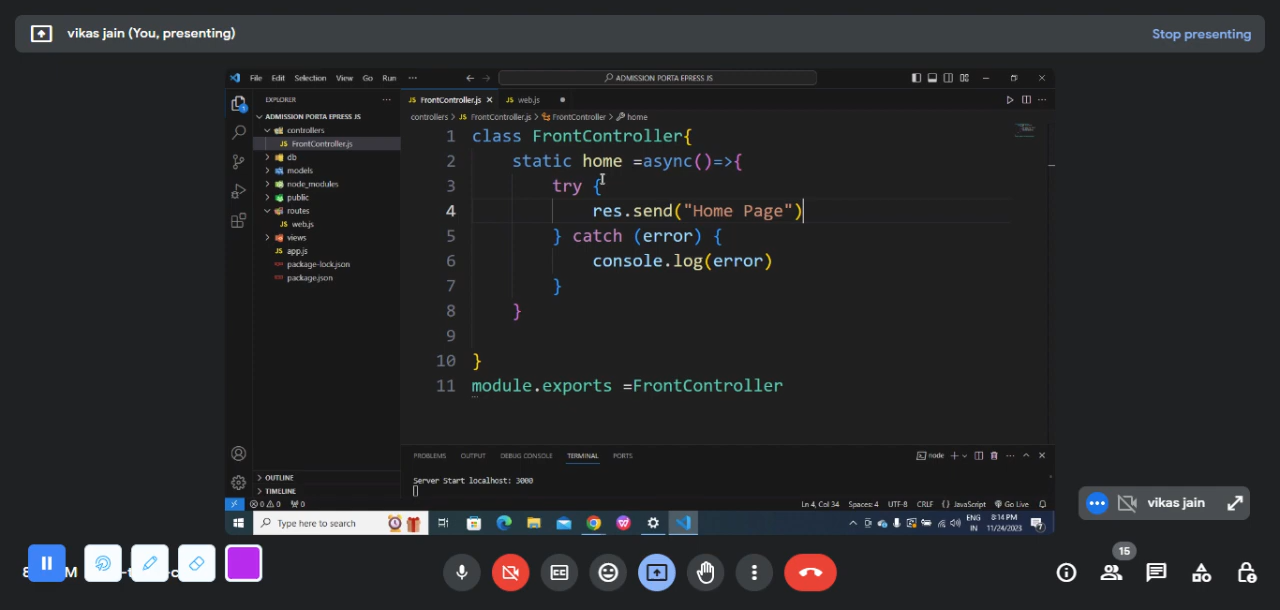 vikas jain (You, presenting)
Stop presenting
File Edit Selection View Go Run ···
ADMISSION PORTA EPRESS JS
EXPLORER
JS FrontController.js
JS web.js
ADMISSION PORTA EPRESS JS
controllers > JS FrontController.js > FrontController > home
controllers
JS FrontController.js
db
models
node_modules
public
routes
JS web.js
views
JS app.js
package-lock.json
package.json
1 class FrontController{
2 static home =async()=>{
3 try {
4 res.send("Home Page")
5 } catch (error) {
6 console.log(error)
7 }
8 }
9
10 }
11 module.exports =FrontController
PROBLEMS OUTPUT DEBUG CONSOLE TERMINAL PORTS
node
Server Start localhost: 3000
OUTLINE
TIMELINE
0 0 0
Ln 4, Col 34 Spaces: 4 UTF-8 CRLF {} JavaScript Go Live
Type here to search
ENG
IN
8:14 PM
11/24/2023
7
vikas jain
15